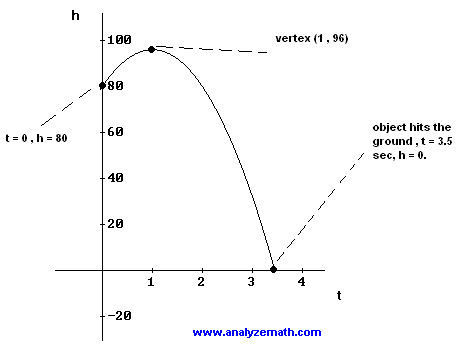 h
100
vertex (1 , 96)
80
t = 0 , h = 80
object hits the
ground , t = 3.5
sec, h = 0.
60
40
20
1 2 3 4
t
-20
www.analyzemath.com